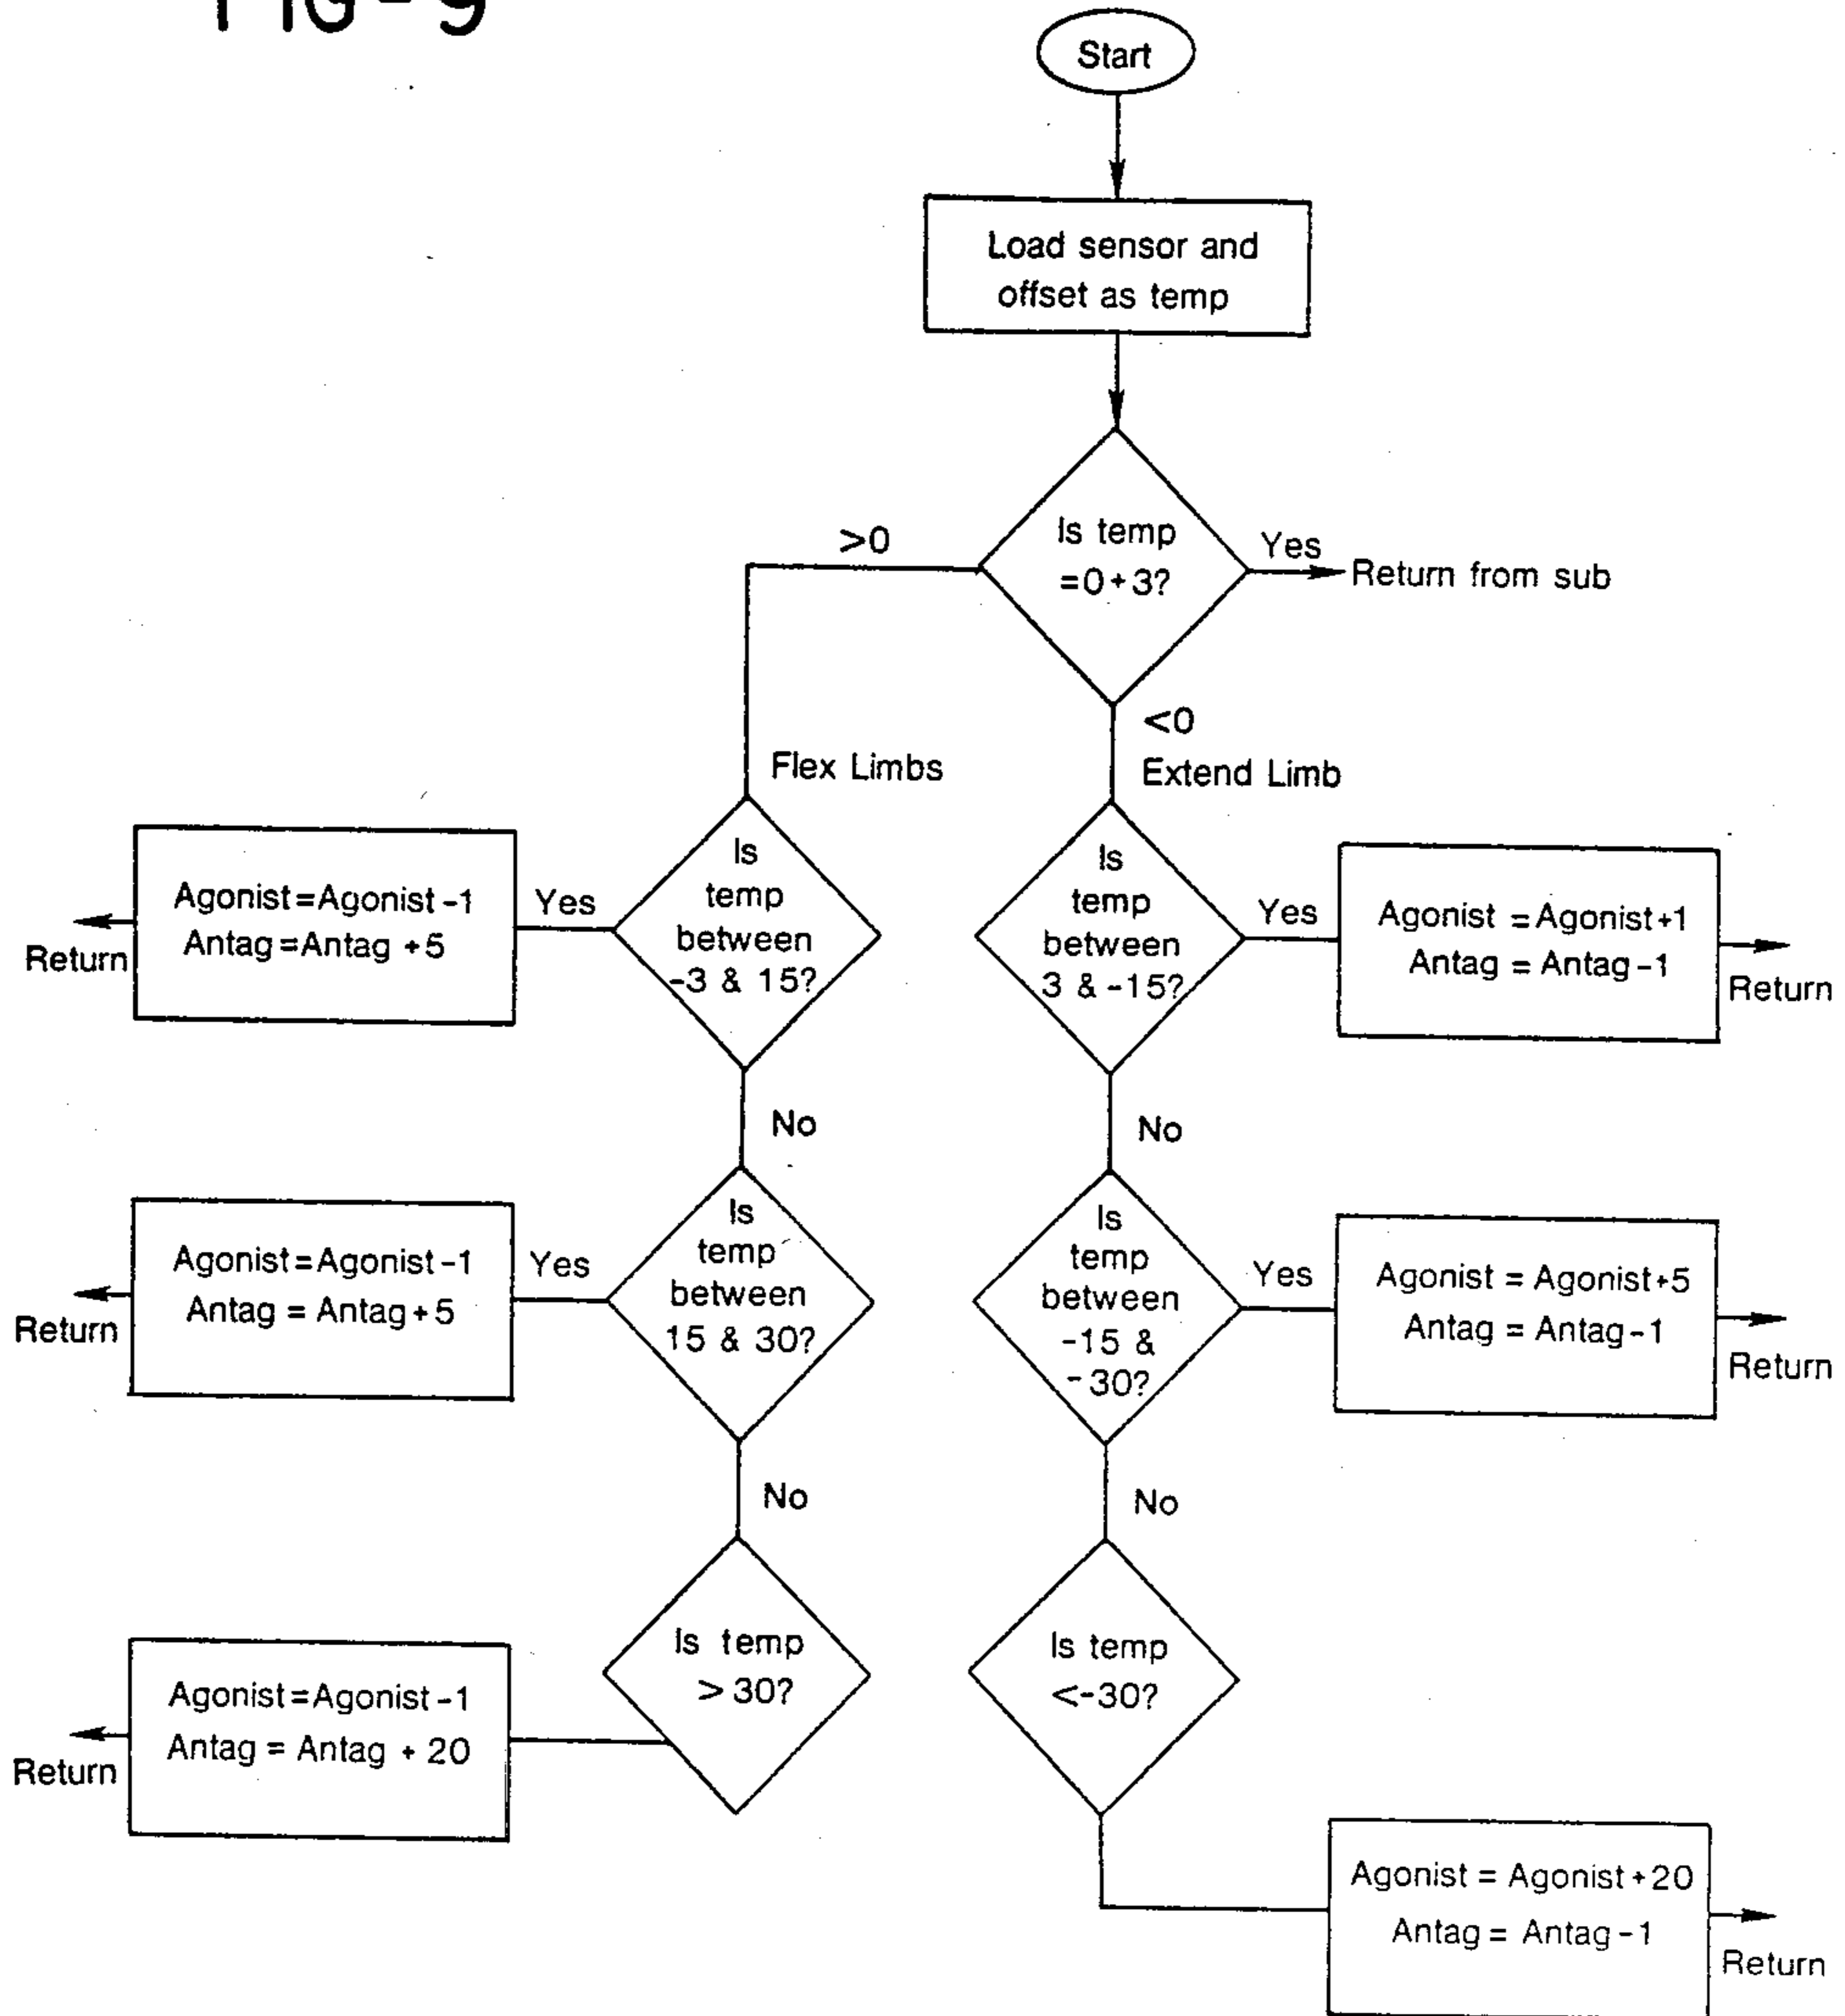 FIG-9
Start
Load sensor and
offset as temp
Is temp
=0+3?
Yes
Return from sub
>0
<0
Flex Limbs
Extend Limb
Is
temp
between
-3 & 15?
Yes
Agonist=Agonist-1
Antag=Antag +5
Return
Is
temp
between
3 & -15?
Yes
Agonist =Agonist+1
Antag = Antag-1
Return
No
No
Is
temp
between
15 & 30?
Yes
Agonist=Agonist-1
Antag = Antag+5
Return
Is
temp
between
-15 &
-30?
Yes
Agonist = Agonist+5
Antag = Antag-1
Return
No
No
Is temp
> 30?
Agonist=Agonist-1
Antag = Antag + 20
Return
Is temp
<-30?
Agonist = Agonist+20
Antag = Antag-1
Return